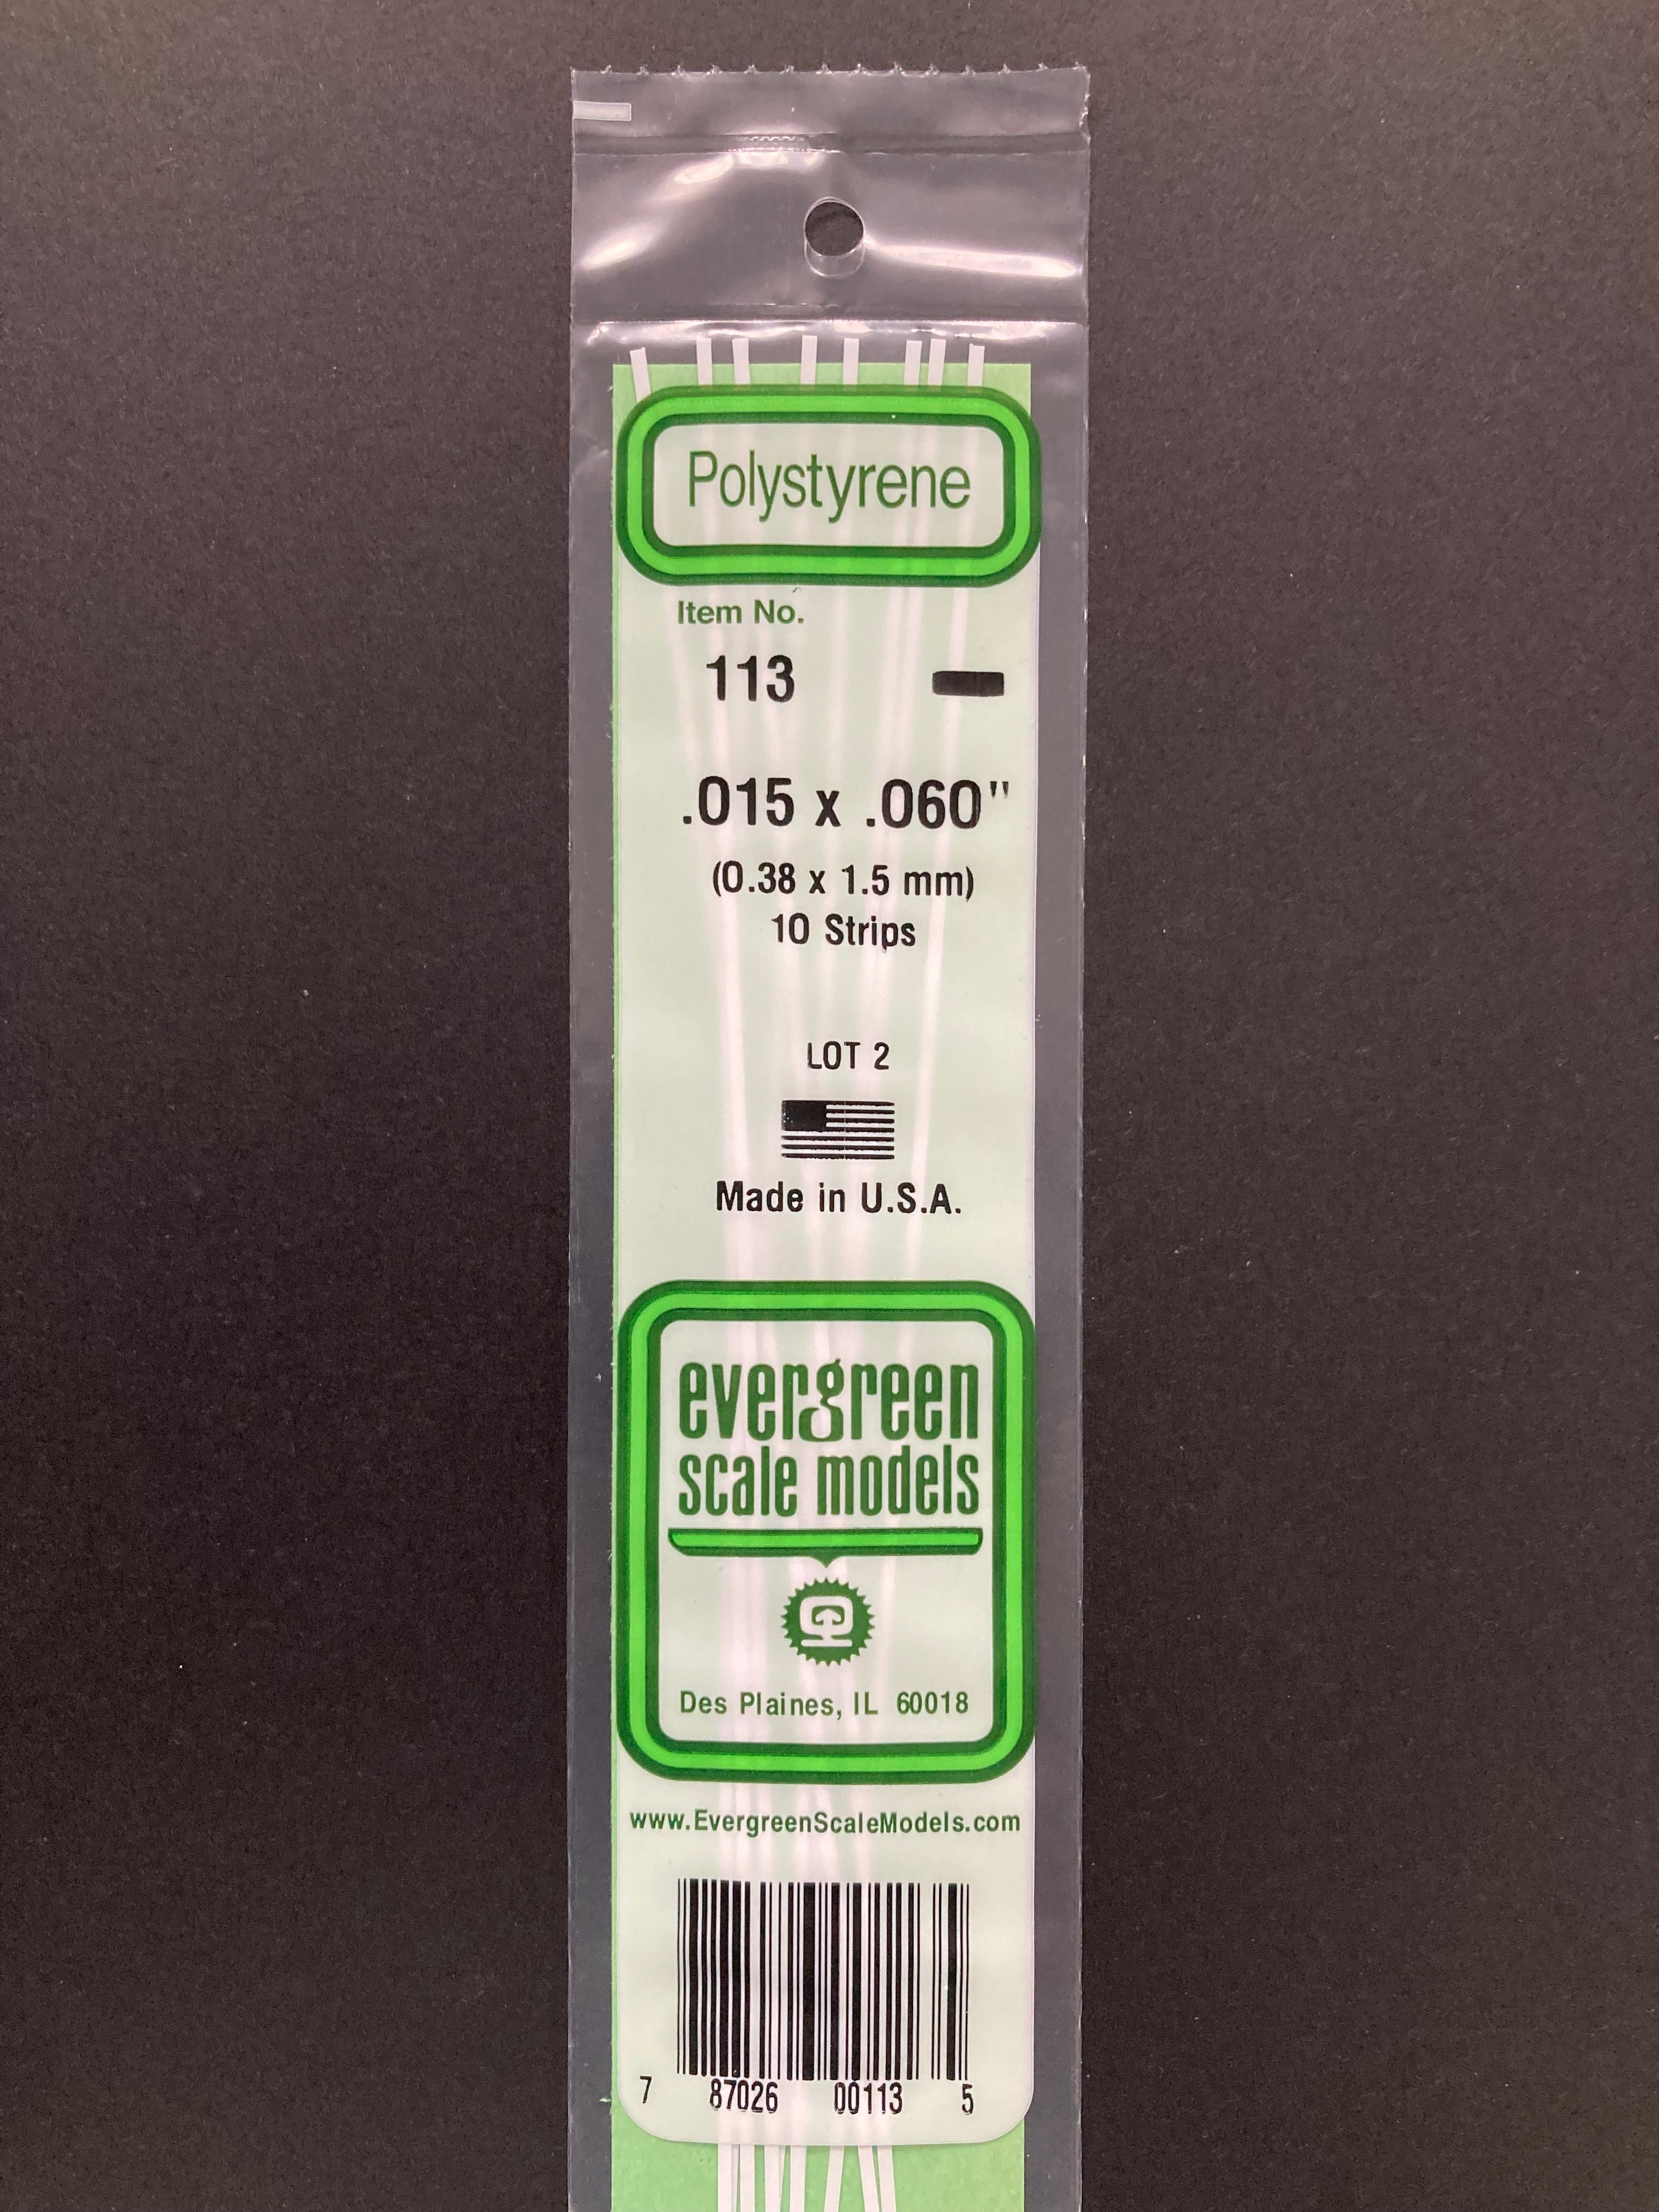 Polystyrene
Item No.
113
.015 x .060"
(0.38 x 1.5 mm)
10 Strips
LOT 2
Made in U.S.A.
evergreen
scale models
Des Plaines, IL 60018
www.EvergreenScaleModels.com
7 87026 00113 5